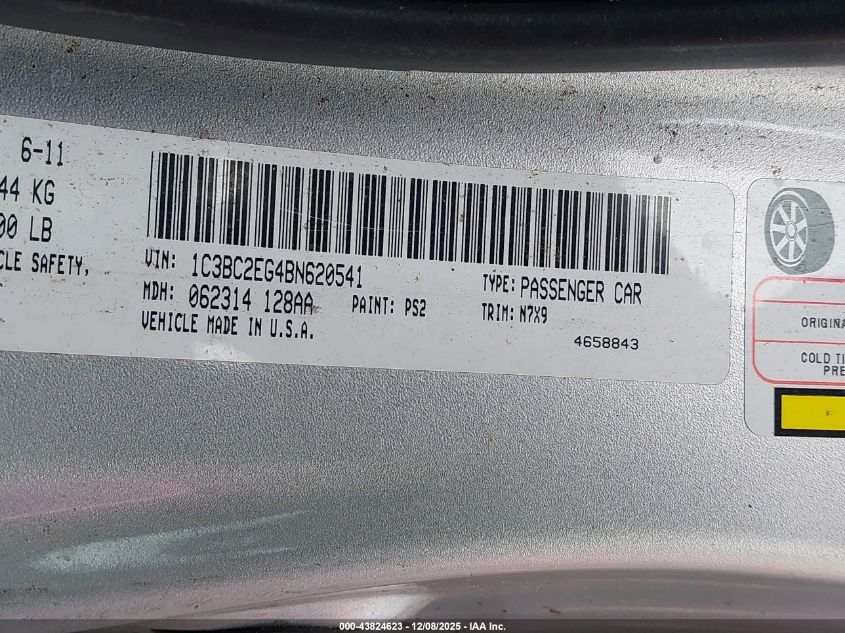 6-11
44 KG
00 LB
CLE SAFETY,
VIN: 1C3BC2EG4BN620541
TYPE: PASSENGER CAR
MDH: 062314 128AA
PAINT: PS2
TRIM: N7X9
VEHICLE MADE IN U.S.A.
4658843
ORIGINA
COLD TI
PRE
000-43824623 - 12/08/2025 - IAA Inc.